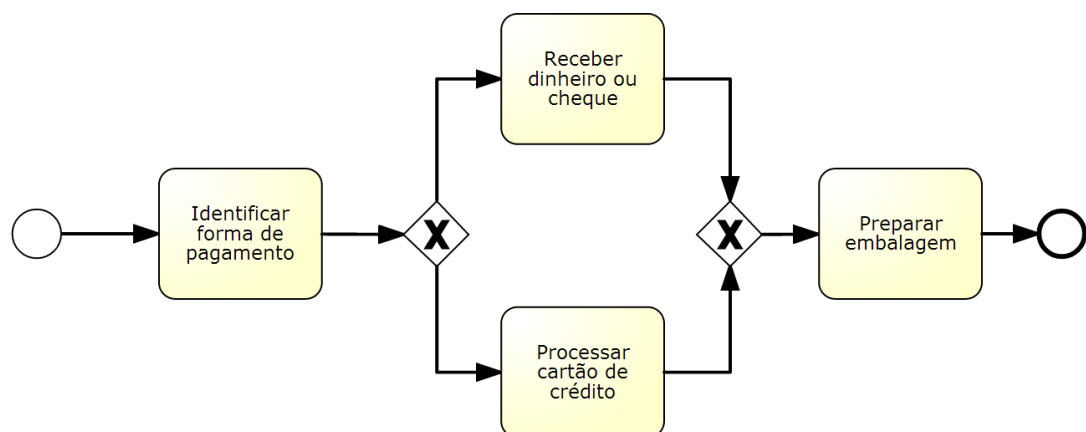 Receber
dinheiro ou
cheque
Identificar
forma de
pagamento
X
X
Preparar
embalagem
Processar
cartão de
crédito